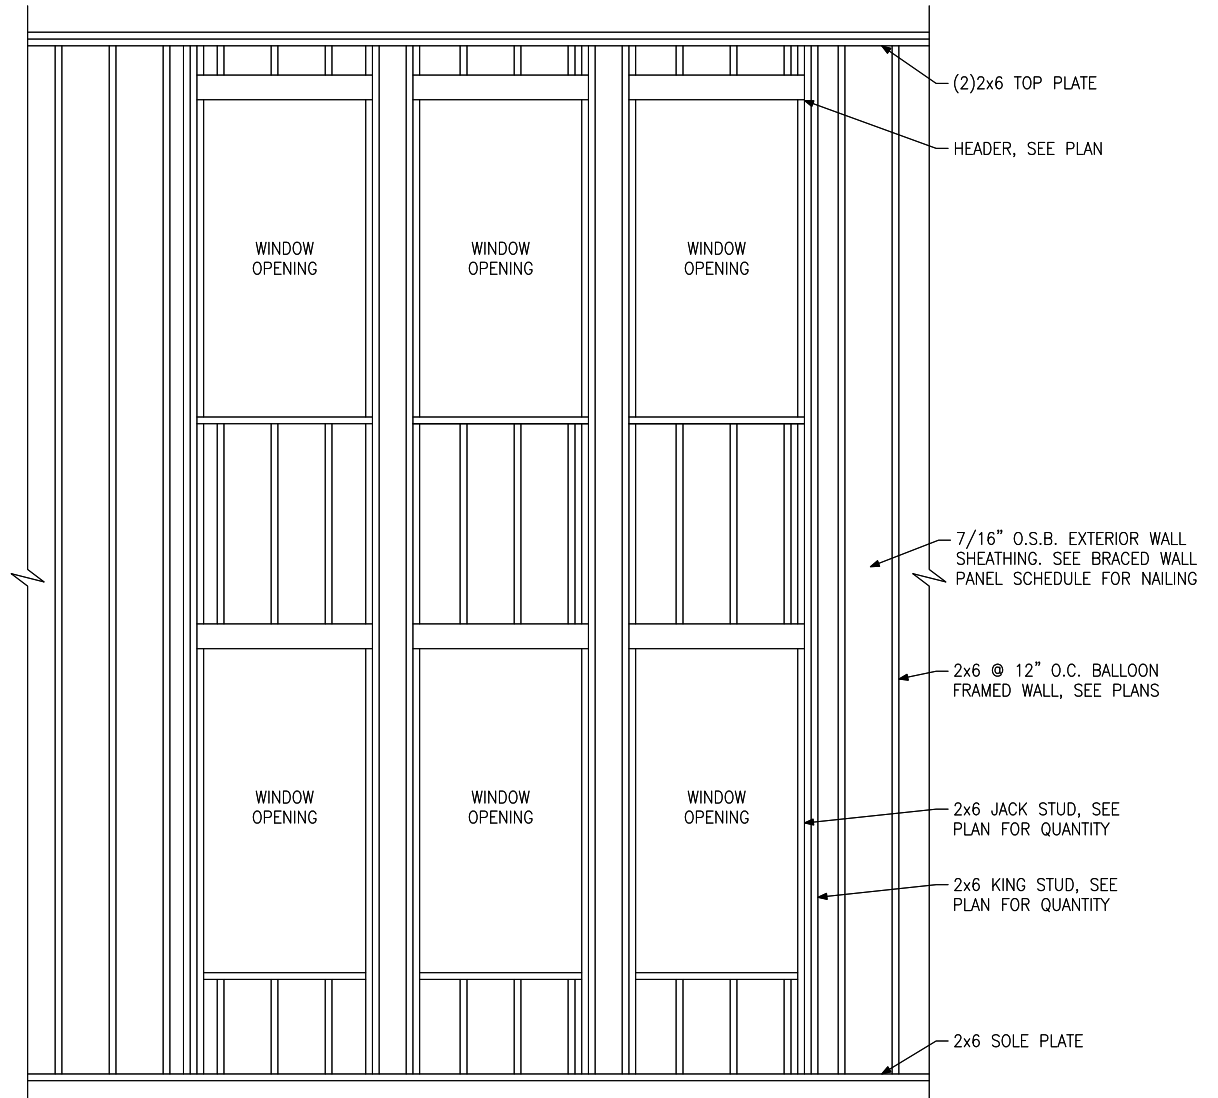 (2)2x6 TOP PLATE
HEADER, SEE PLAN
WINDOW
OPENING
WINDOW
OPENING
WINDOW
OPENING
7/16” O.S.B. EXTERIOR WALL
SHEATHING. SEE BRACED WALL
PANEL SCHEDULE FOR NAILING
2x6 @ 12” O.C. BALLOON
FRAMED WALL, SEE PLANS
WINDOW
OPENING
WINDOW
OPENING
WINDOW
OPENING
2x6 JACK STUD, SEE
PLAN FOR QUANTITY
2x6 KING STUD, SEE
PLAN FOR QUANTITY
2x6 SOLE PLATE